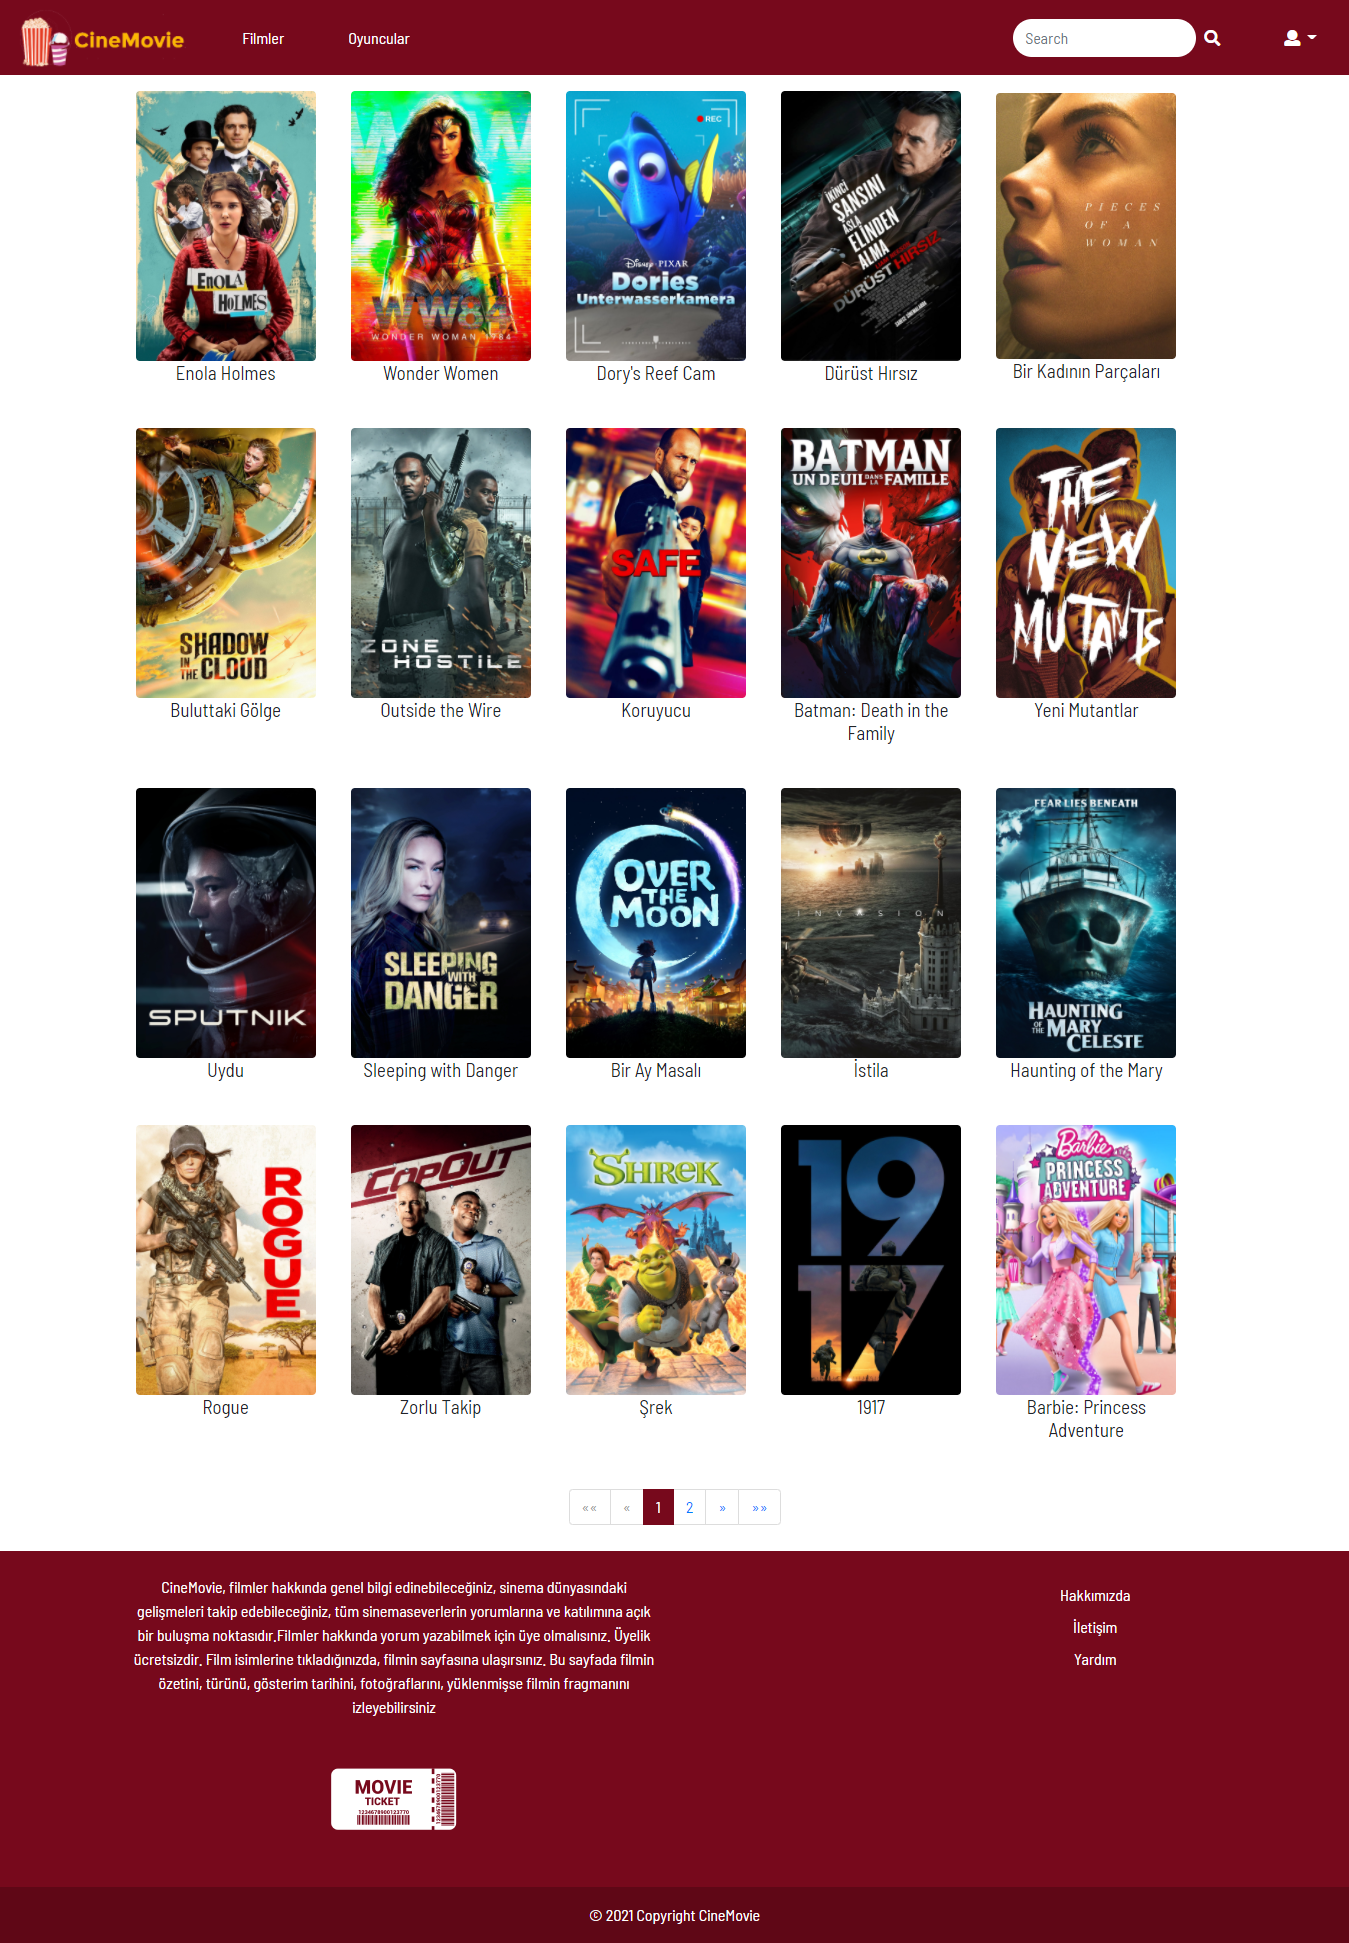 CineMovie
Filmler
Oyuncular
Search
ENOLA
HOLMES
Enola Holmes
WW84
WONDER WOMAN 1984
Wonder Women
REC
DISNEY·PIXAR
Dories
Unterwasserkamera
Dory's Reef Cam
İKİNCİ
ŞANSINI
ASLA
ELİNDEN
ALMA
DÜRÜST HIRSIZ
Dürüst Hırsız
PIECES
OF A
WOMAN
Bir Kadının Parçaları
SHADOW
IN THE CLOUD
Buluttaki Gölge
ZONE
HOSTILE
Outside the Wire
SAFE
Koruyucu
BATMAN
UN DEUIL DANS LA FAMILLE
Batman: Death in the
Family
THE
NEW
MUTANTS
Yeni Mutantlar
SPUTNIK
Uydu
SLEEPING
WITH
DANGER
Sleeping with Danger
OVER
THE
MOON
Bir Ay Masalı
INVASION
İstila
FEAR LIES BENEATH
HAUNTING
OF THE MARY
CELESTE
Haunting of the Mary
ROGUE
Rogue
COPOUT
Zorlu Takip
SHREK
Şrek
19
17
1917
Barbie
PRINCESS
ADVENTURE
Barbie: Princess
Adventure
«« « 1 2 » »»
CineMovie, filmler hakkında genel bilgi edinebileceğiniz, sinema dünyasındaki
gelişmeleri takip edebileceğiniz, tüm sinemaseverlerin yorumlarına ve katılımına açık
bir buluşma noktasıdır.Filmler hakkında yorum yazabilmek için üye olmalısınız. Üyelik
ücretsizdir. Film isimlerine tıkladığınızda, filmin sayfasına ulaşırsınız. Bu sayfada filmin
özetini, türünü, gösterim tarihini, fotoğraflarını, yüklenmişse filmin fragmanını
izleyebilirsiniz
Hakkımızda
İletişim
Yardım
MOVIE
TICKET
1234678900123770
1234678900123770
© 2021 Copyright CineMovie